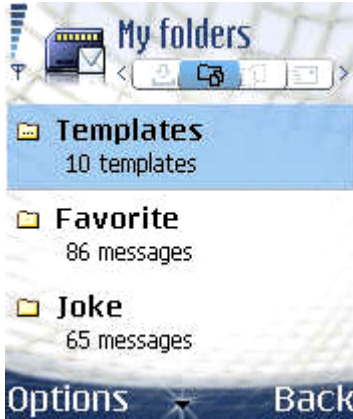 My folders
Templates
10 templates
Favorite
86 messages
Joke
65 messages
Options Back